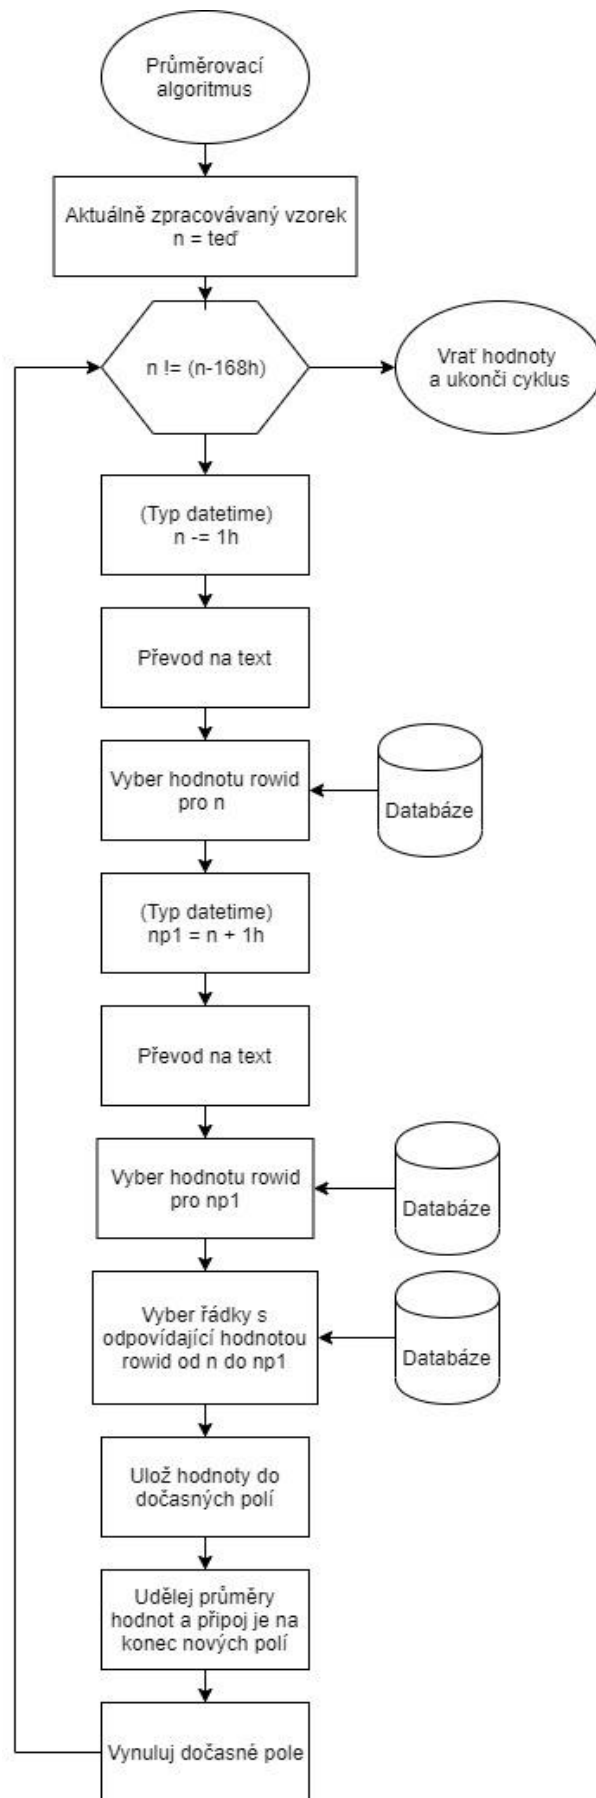 Průměrovací
algoritmus
Aktuálně zpracovávaný vzorek
n = teď
n != (n-168h)
Vrať hodnoty
a ukonči cyklus
(Typ datetime)
n -= 1h
Převod na text
Vyber hodnotu rowid
pro n
Databáze
(Typ datetime)
np1 = n + 1h
Převod na text
Vyber hodnotu rowid
pro np1
Databáze
Vyber řádky s
odpovídající hodnotou
rowid od n do np1
Databáze
Ulož hodnoty do
dočasných polí
Udělej průměry
hodnot a připoj je na
konec nových polí
Vynuluj dočasné pole